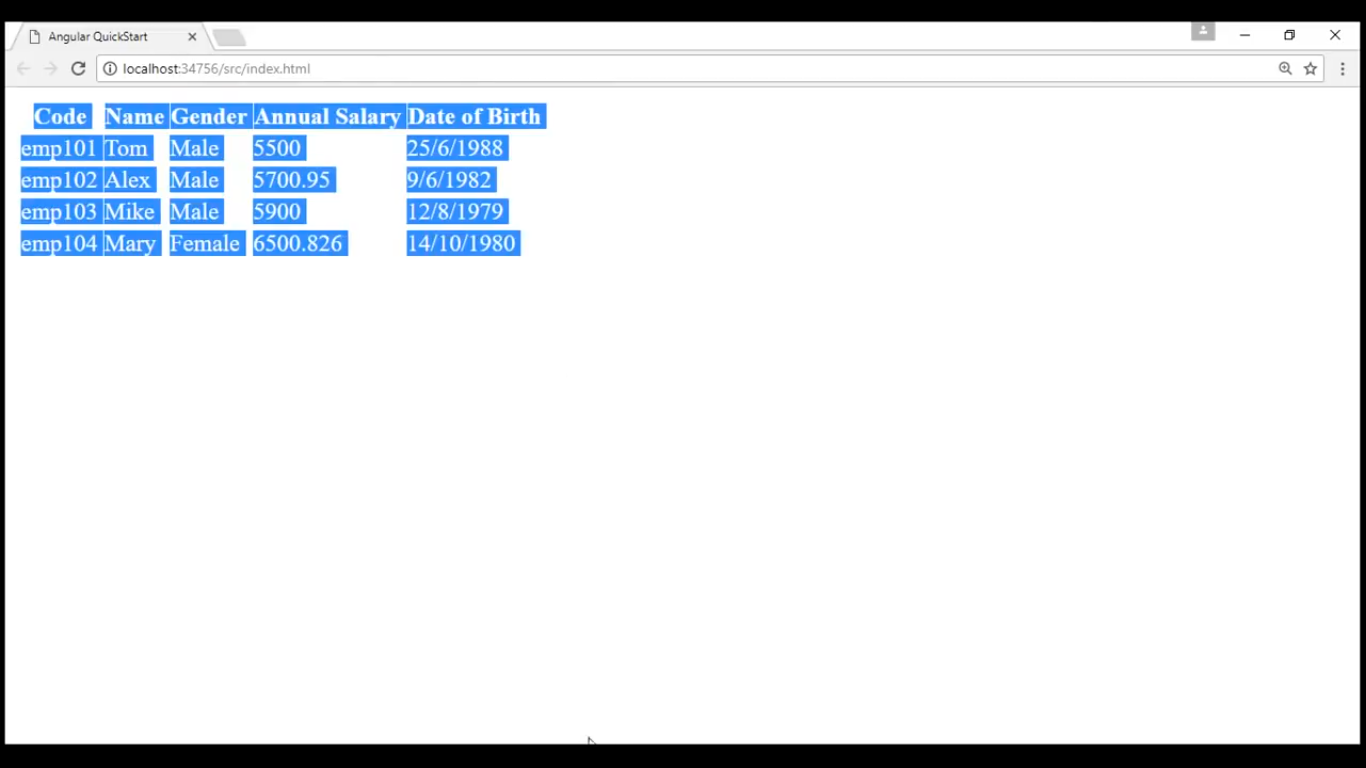 Angular QuickStart
localhost:34756/src/index.html
Code Name Gender Annual Salary Date of Birth
emp101 Tom Male 5500 25/6/1988
emp102 Alex Male 5700.95 9/6/1982
emp103 Mike Male 5900 12/8/1979
emp104 Mary Female 6500.826 14/10/1980